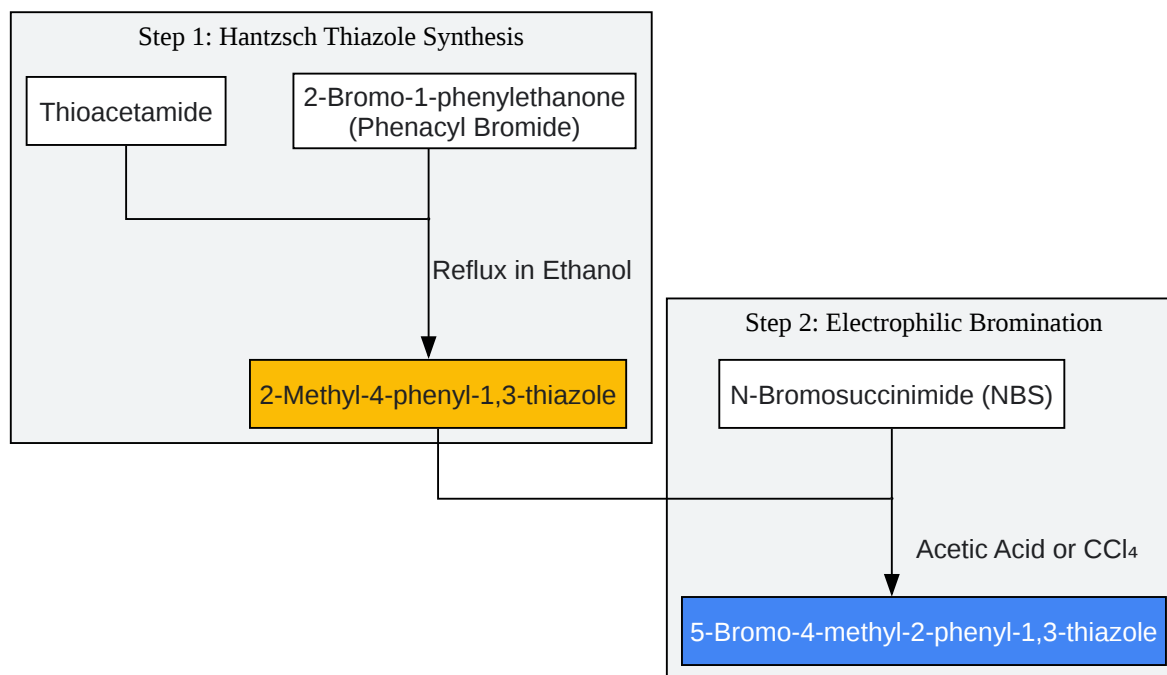 Step 1: Hantzsch Thiazole Synthesis
Thioacetamide
2-Bromo-1-phenylethanone
(Phenacyl Bromide)
Reflux in Ethanol
2-Methyl-4-phenyl-1,3-thiazole
Step 2: Electrophilic Bromination
N-Bromosuccinimide (NBS)
Acetic Acid or CCl₄
5-Bromo-4-methyl-2-phenyl-1,3-thiazole